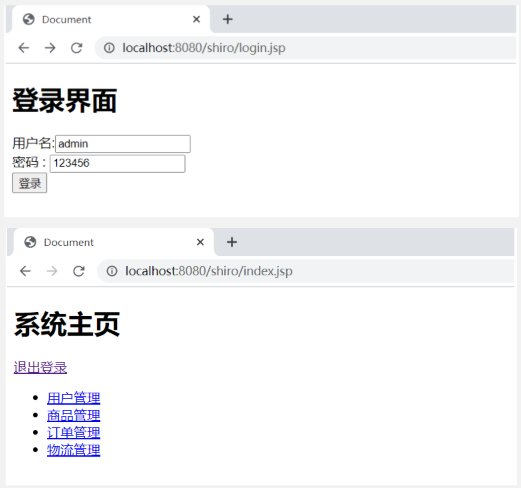 Document
localhost:8080/shiro/login.jsp
登录界面
用户名:admin
密码 : 123456
登录
Document
localhost:8080/shiro/index.jsp
系统主页
退出登录
用户管理
商品管理
订单管理
物流管理